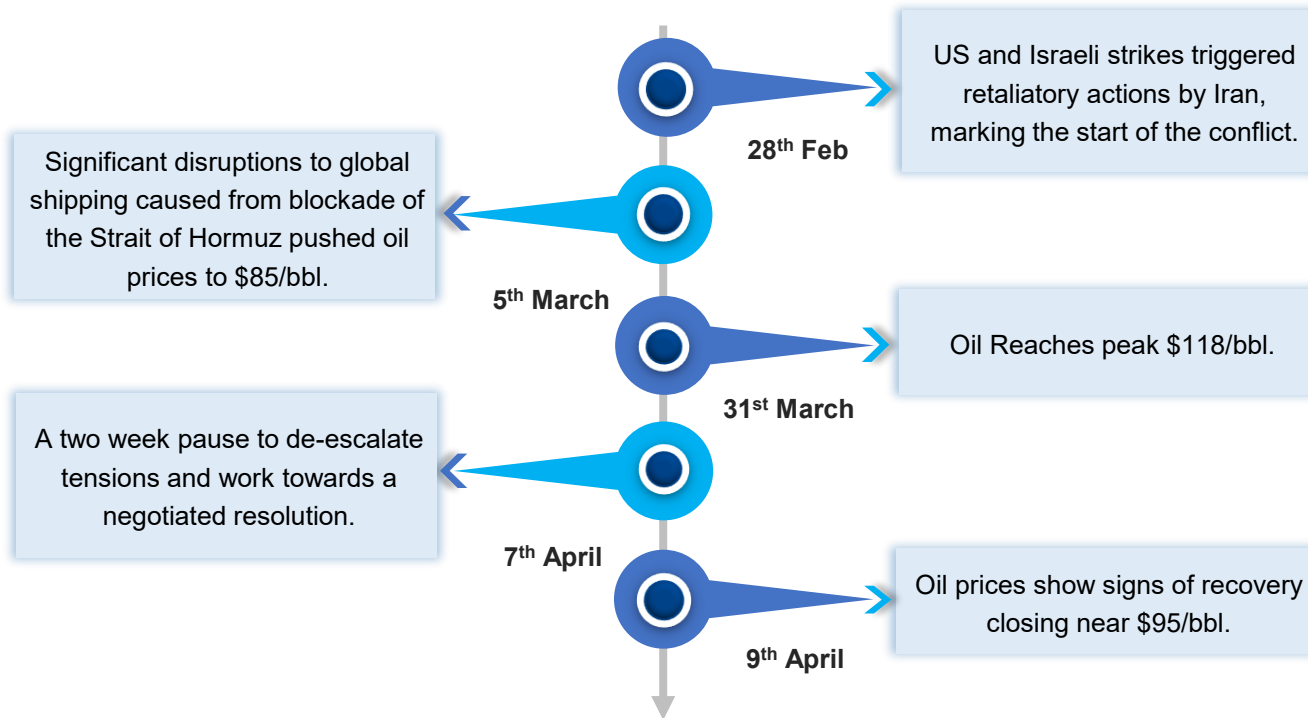 US and Israeli strikes triggered
retaliatory actions by Iran,
marking the start of the conflict.
28th Feb
Significant disruptions to global
shipping caused from blockade of
the Strait of Hormuz pushed oil
prices to $85/bbl.
5th March
Oil Reaches peak $118/bbl.
31st March
A two week pause to de-escalate
tensions and work towards a
negotiated resolution.
7th April
Oil prices show signs of recovery
closing near $95/bbl.
9th April